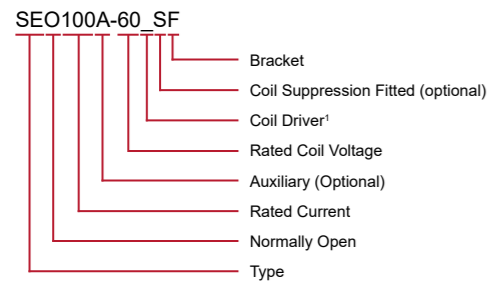 SEO100A-60_SF
Bracket
Coil Suppression Fitted (optional)
Coil Driver¹
Rated Coil Voltage
Auxiliary (Optional)
Rated Current
Normally Open
Type